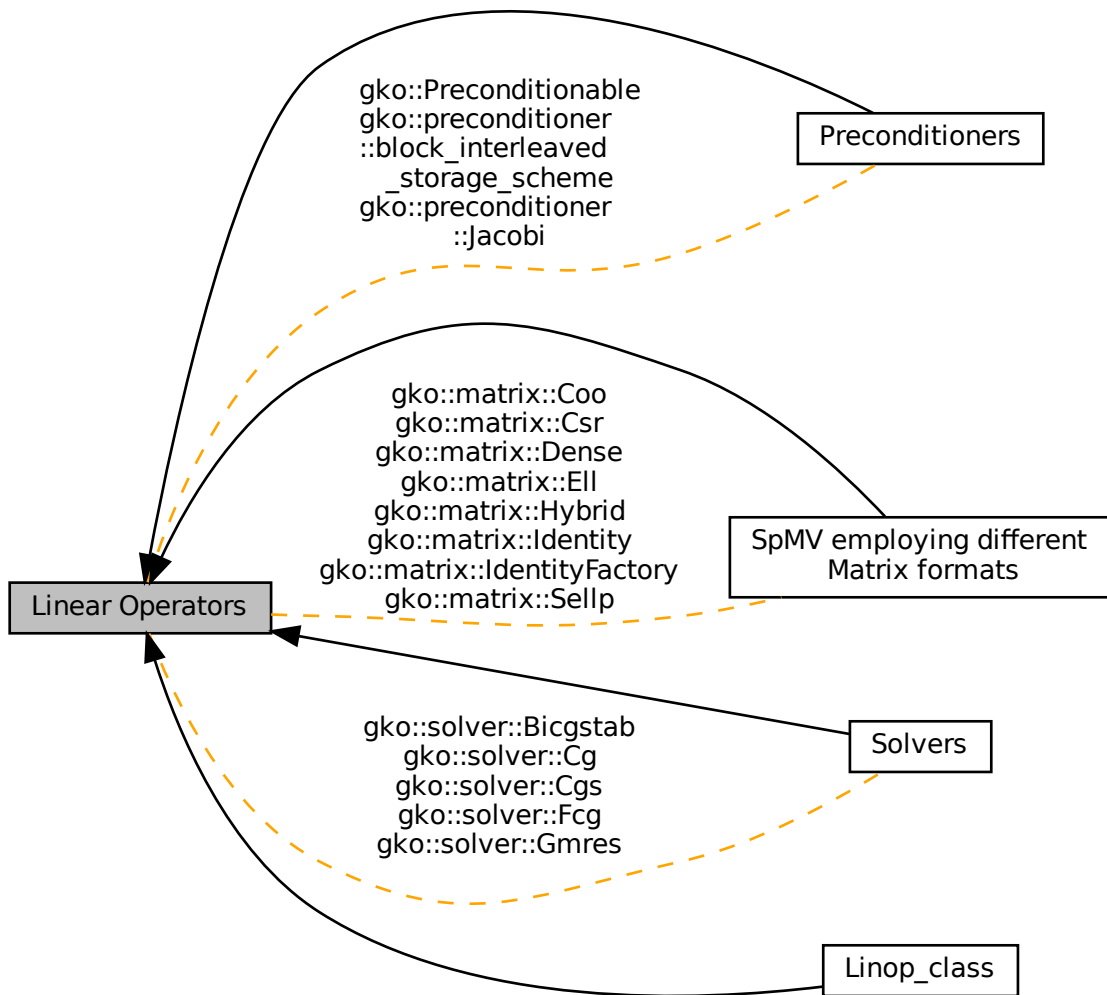 gko::Preconditionable
gko::preconditioner
::block_interleaved
_storage_scheme
gko::preconditioner
::Jacobi
Preconditioners
gko::matrix::Coo
gko::matrix::Csr
gko::matrix::Dense
gko::matrix::Ell
gko::matrix::Hybrid
gko::matrix::Identity
gko::matrix::IdentityFactory
gko::matrix::Sellp
SpMV employing different
Matrix formats
Linear Operators
gko::solver::Bicgstab
gko::solver::Cg
gko::solver::Cgs
gko::solver::Fcg
gko::solver::Gmres
Solvers
Linop_class